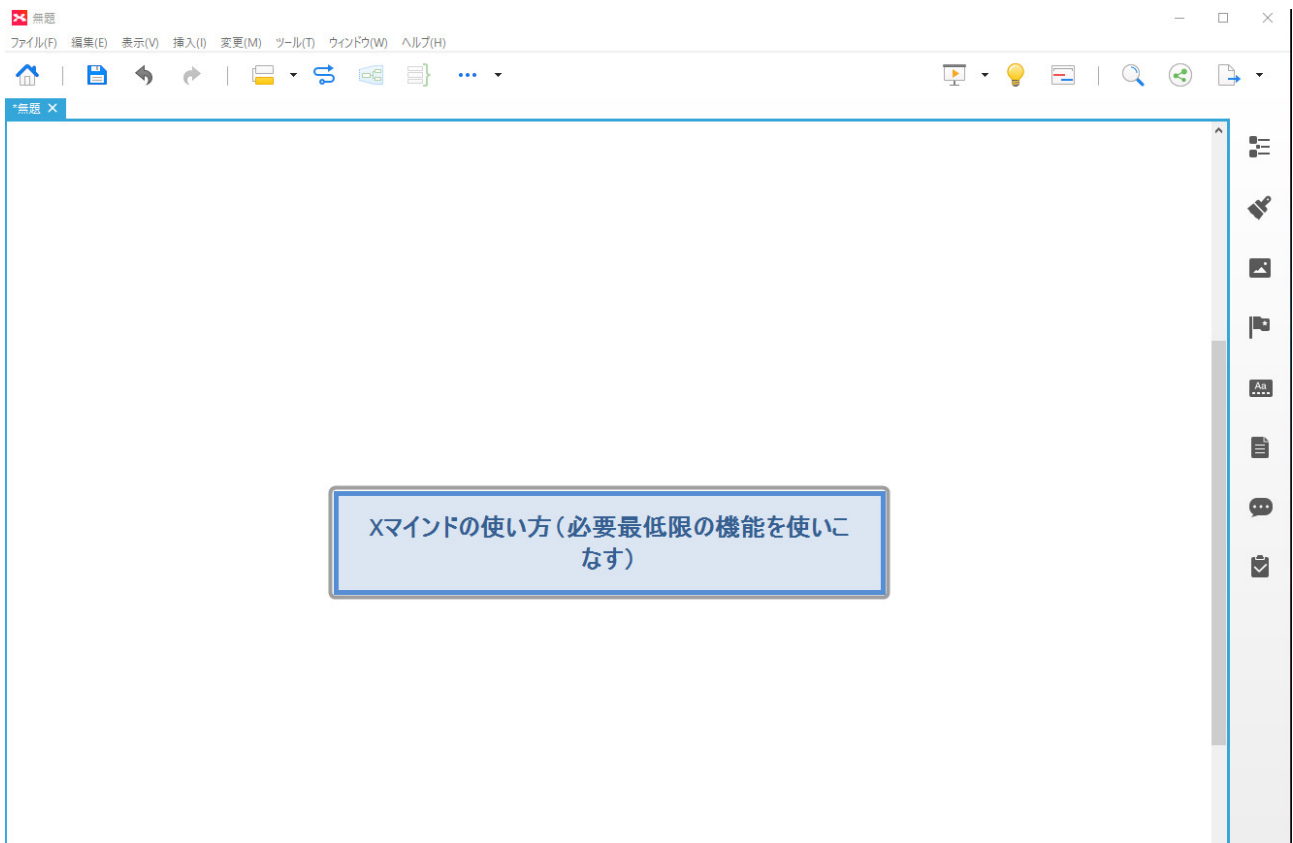 無題
ファイル(F) 編集(E) 表示(V) 挿入(I) 変更(M) ツール(T) ウィンドウ(W) ヘルプ(H)
*無題
Xマインドの使い方（必要最低限の機能を使いこ
なす）
Aa